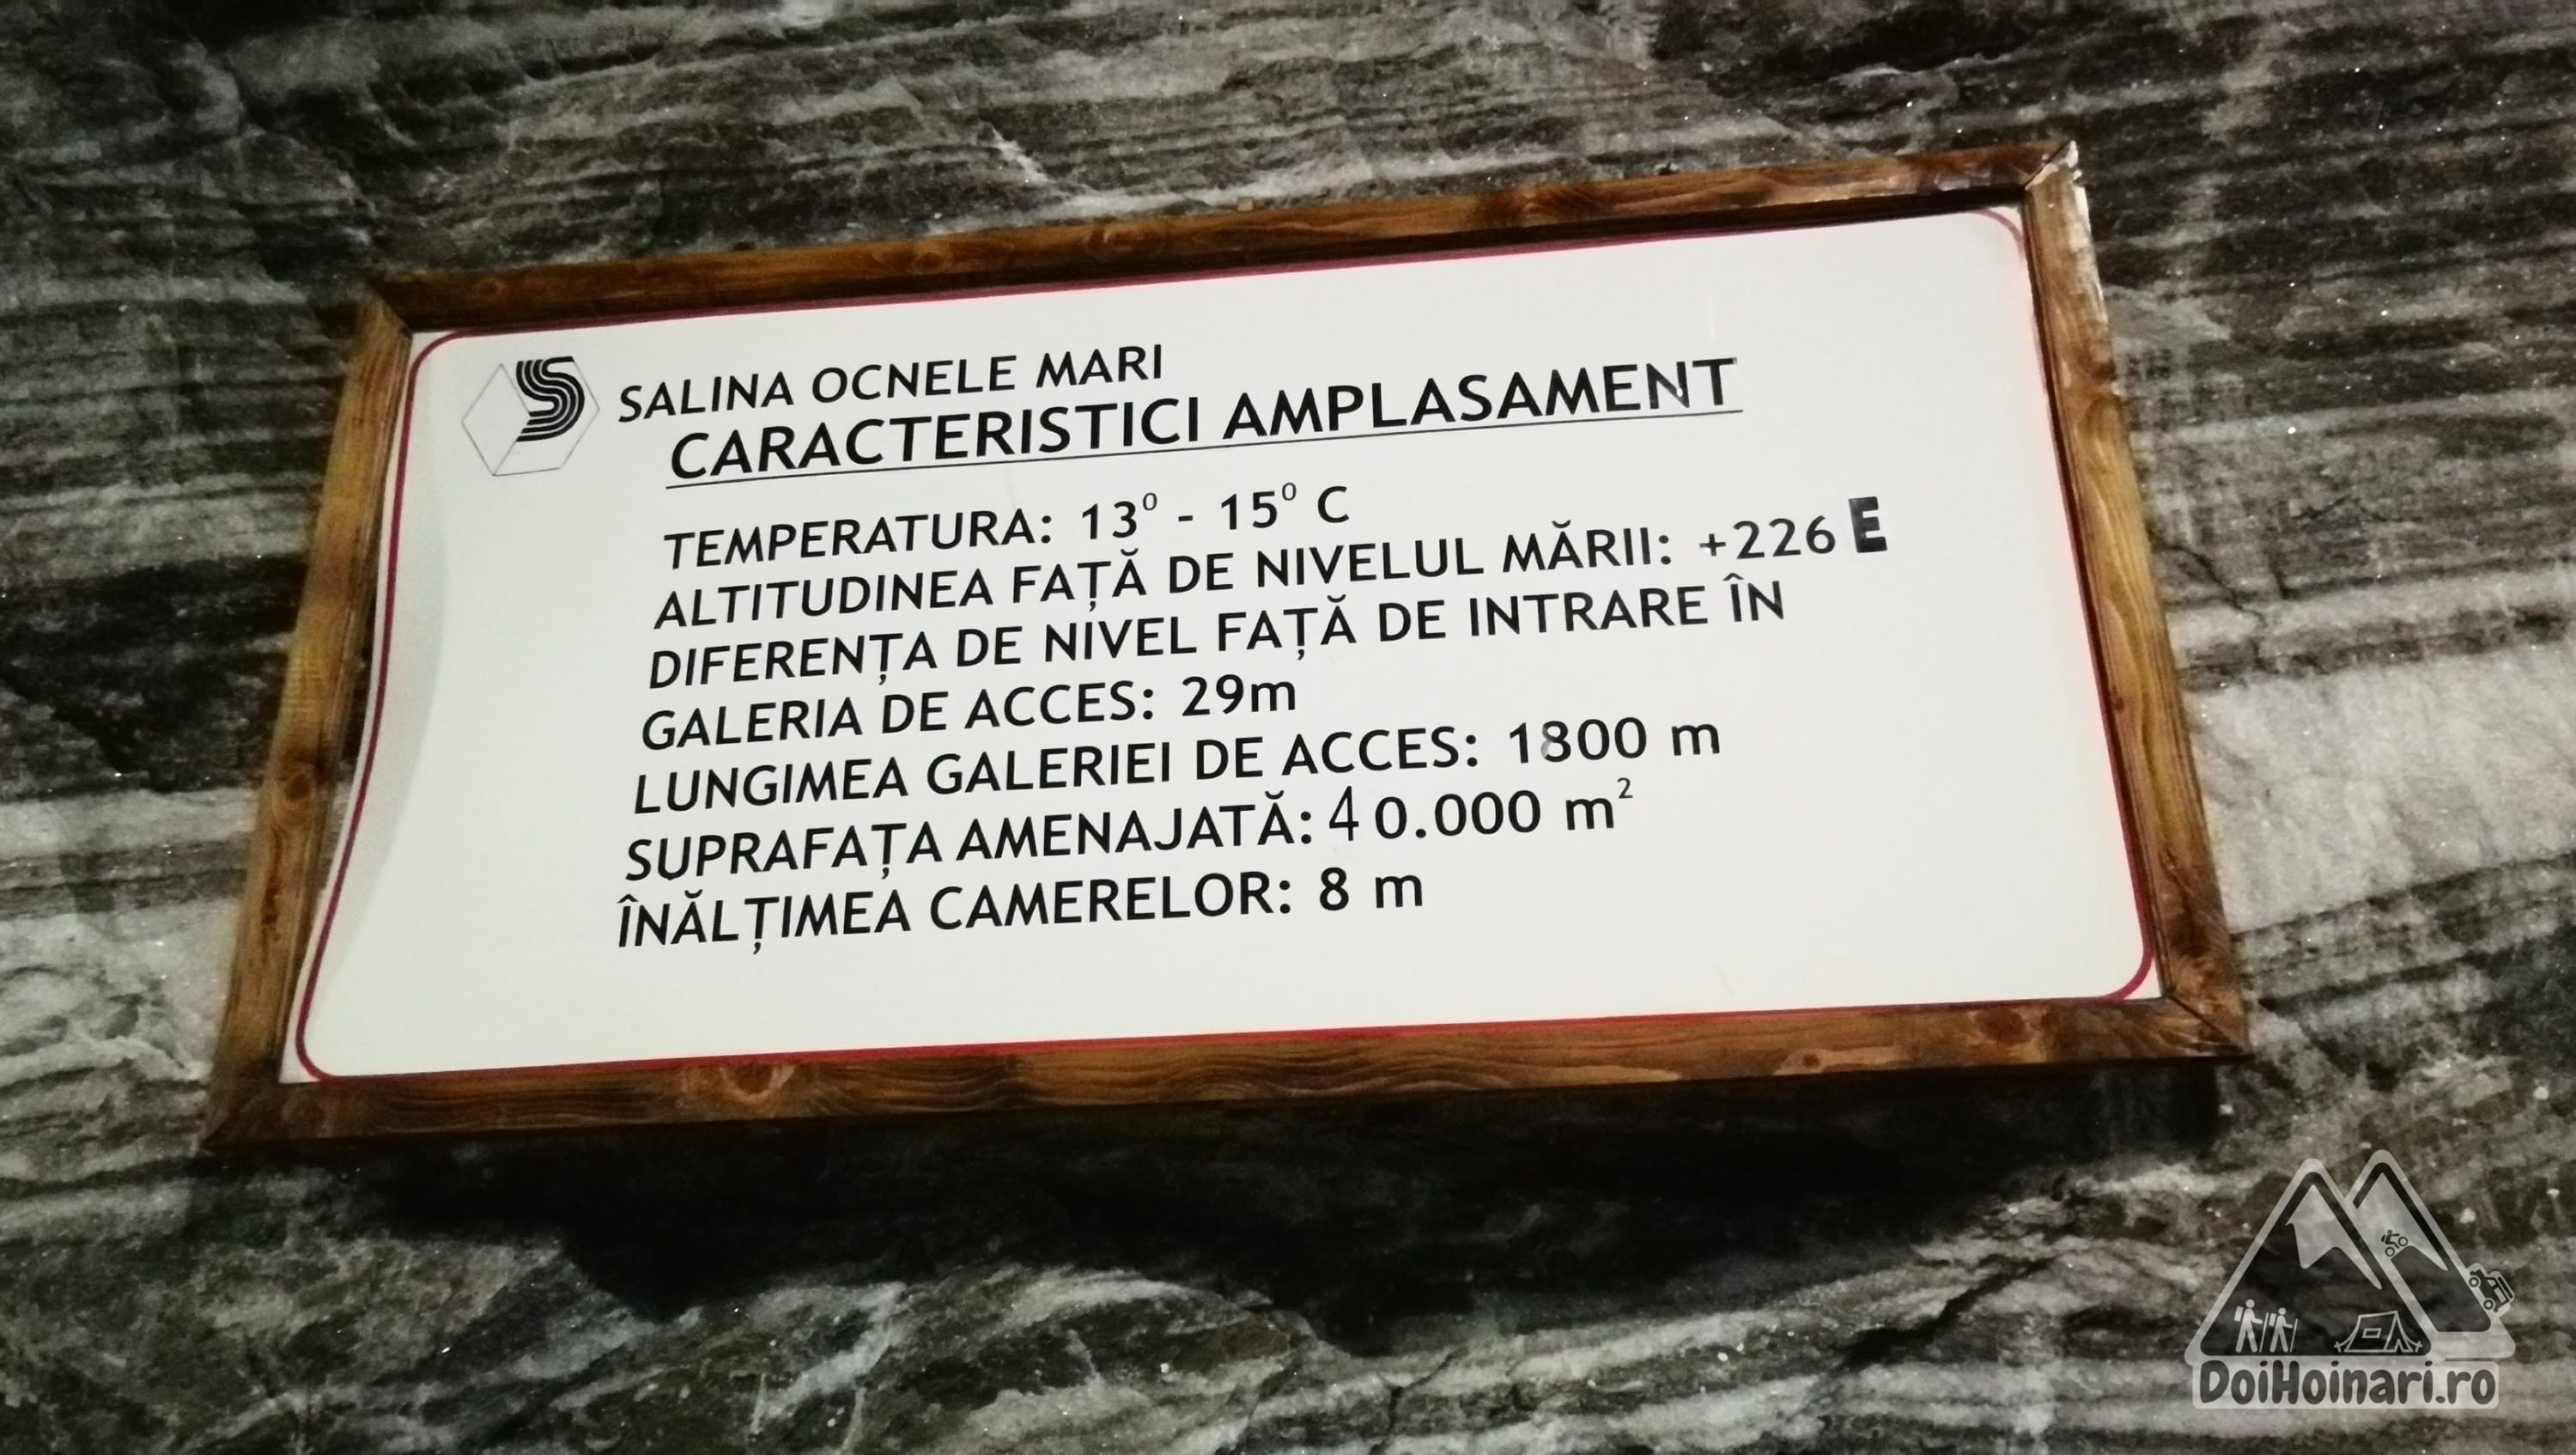 SALINA OCNELE MARI
CARACTERISTICI AMPLASAMENT
TEMPERATURA: 13⁰ - 15⁰ C
ALTITUDINEA FAȚĂ DE NIVELUL MĂRII: +226 E
DIFERENȚA DE NIVEL FAȚĂ DE INTRARE ÎN
GALERIA DE ACCES: 29m
LUNGIMEA GALERIEI DE ACCES: 1800 m
SUPRAFAȚA AMENAJATĂ: 40.000 m²
ÎNĂLȚIMEA CAMERELOR: 8 m
DoiHoinari.ro